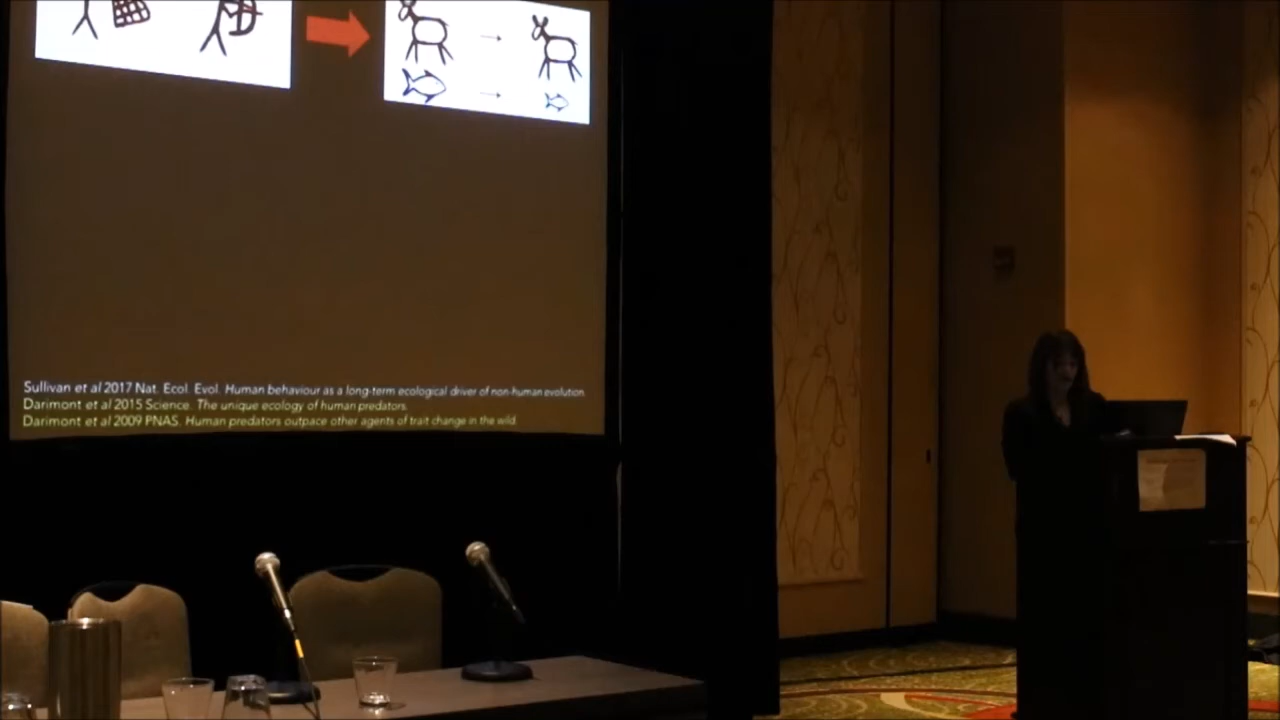 Sullivan et al 2017 Nat. Ecol. Evol. Human behaviour as a long-term ecological driver of non-human evolution.
Darimont et al 2015 Science. The unique ecology of human predators.
Darimont et al 2009 PNAS. Human predators outpace other agents of trait change in the wild.